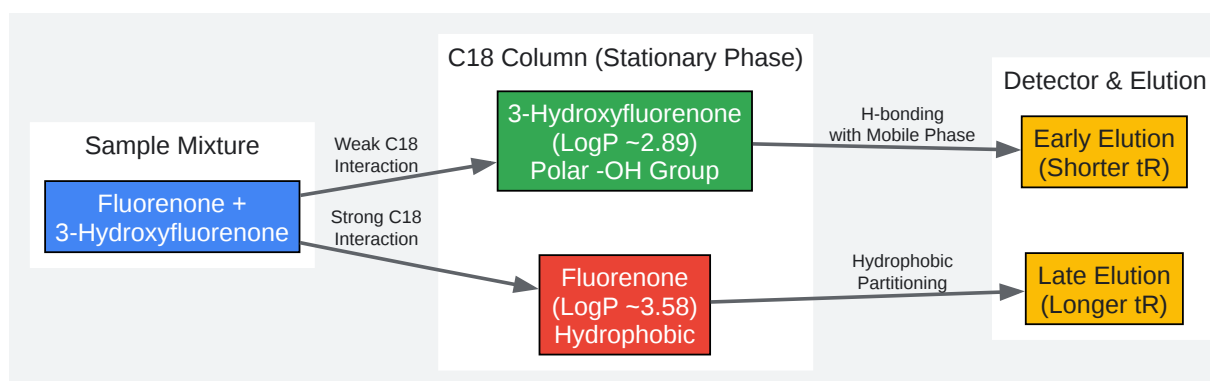 Sample Mixture
Fluorenone +
3-Hydroxyfluorenone
Weak C18
Interaction
Strong C18
Interaction
C18 Column (Stationary Phase)
3-Hydroxyfluorenone
(LogP ~2.89)
Polar -OH Group
Fluorenone
(LogP ~3.58)
Hydrophobic
H-bonding
with Mobile Phase
Hydrophobic
Partitioning
Detector & Elution
Early Elution
(Shorter tR)
Late Elution
(Longer tR)